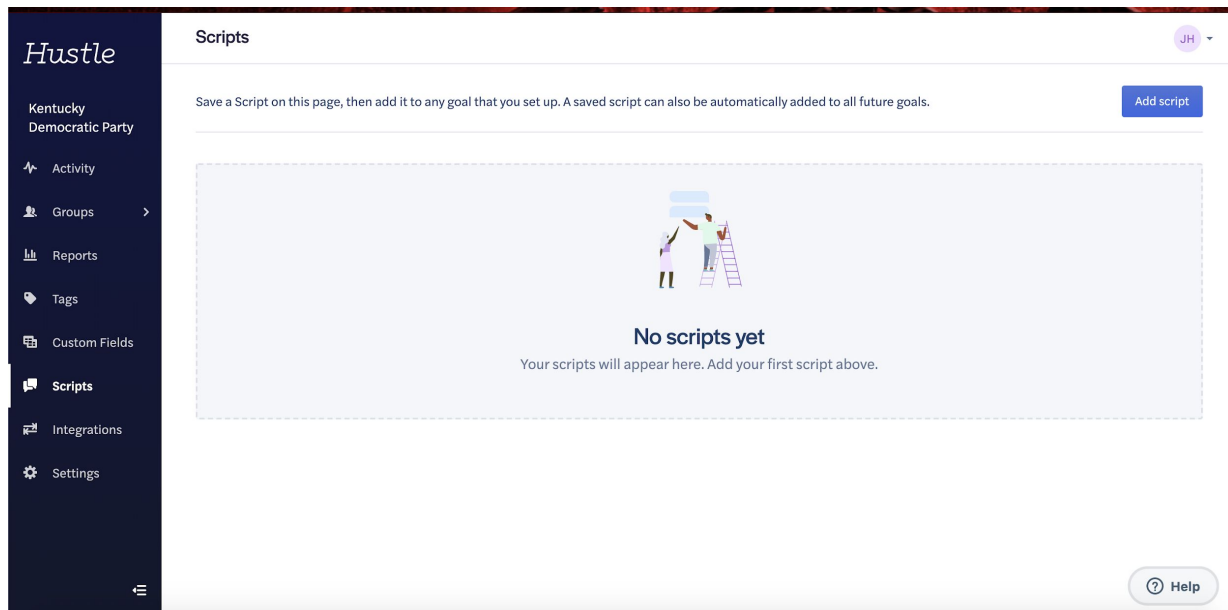 Hustle
Kentucky
Democratic Party
Activity
Groups
Reports
Tags
Custom Fields
Scripts
Integrations
Settings
Scripts
JH
Save a Script on this page, then add it to any goal that you set up. A saved script can also be automatically added to all future goals.
Add script
No scripts yet
Your scripts will appear here. Add your first script above.
Help